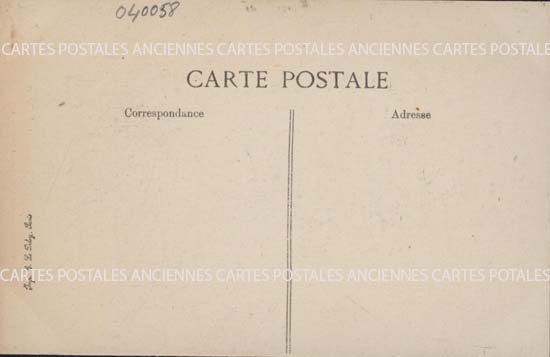 040058
CARTES POSTALES ANCIENNES CARTES POSTALES ANCIENNES CARTES POSTALES
CARTE POSTALE
Correspondance
Adresse
CARTES POSTALES ANCIENNES CARTES POSTALES ANCIENNES CARTES POTALES